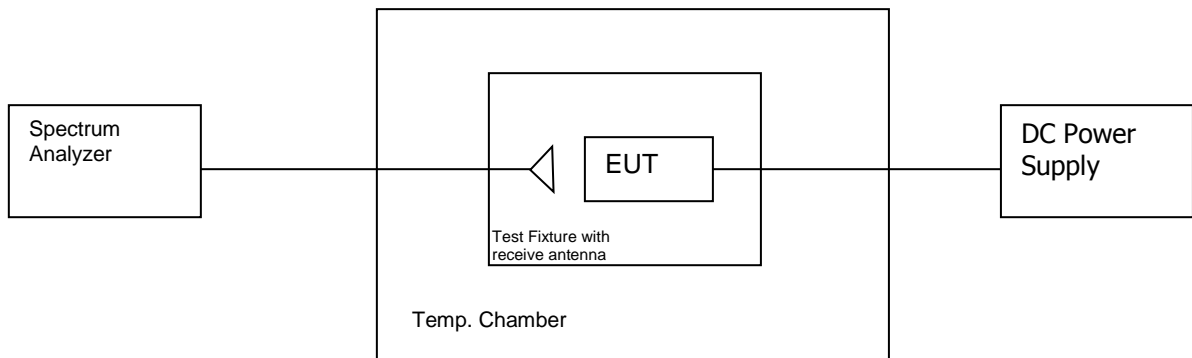 Spectrum
Analyzer
EUT
DC Power
Supply
Test Fixture with
receive antenna
Temp. Chamber